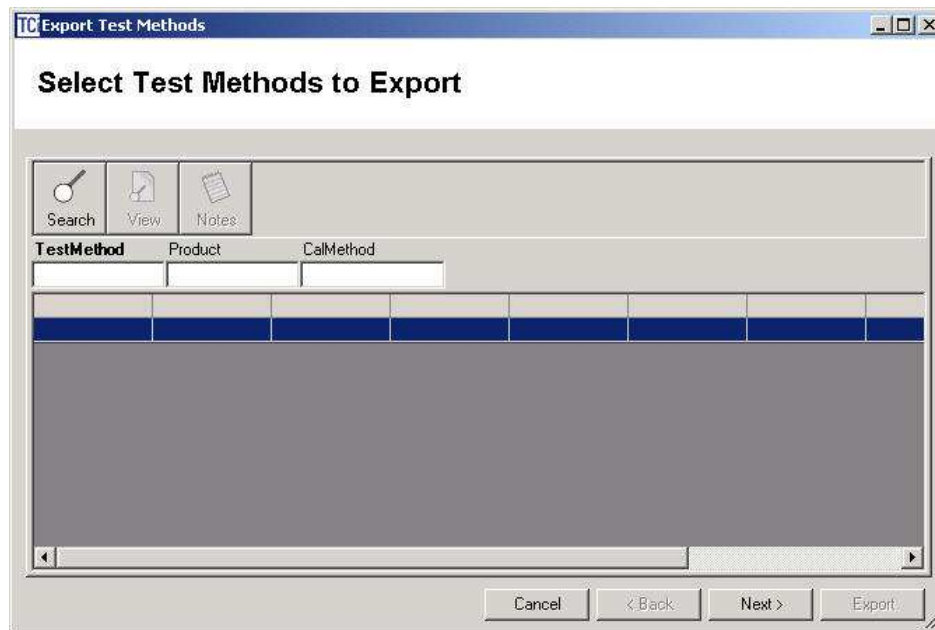 TC Export Test Methods
Select Test Methods to Export
Search View Notes
TestMethod Product CalMethod
Cancel < Back Next > Export